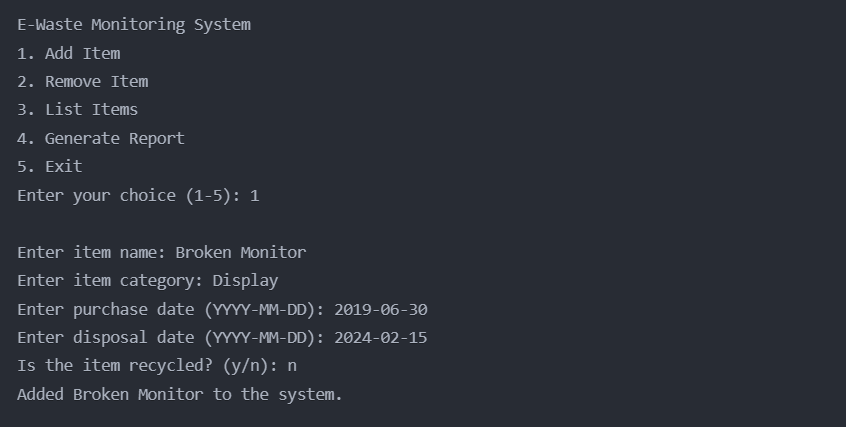 E-Waste Monitoring System
1. Add Item
2. Remove Item
3. List Items
4. Generate Report
5. Exit
Enter your choice (1-5): 1
Enter item name: Broken Monitor
Enter item category: Display
Enter purchase date (YYYY-MM-DD): 2019-06-30
Enter disposal date (YYYY-MM-DD): 2024-02-15
Is the item recycled? (y/n): n
Added Broken Monitor to the system.